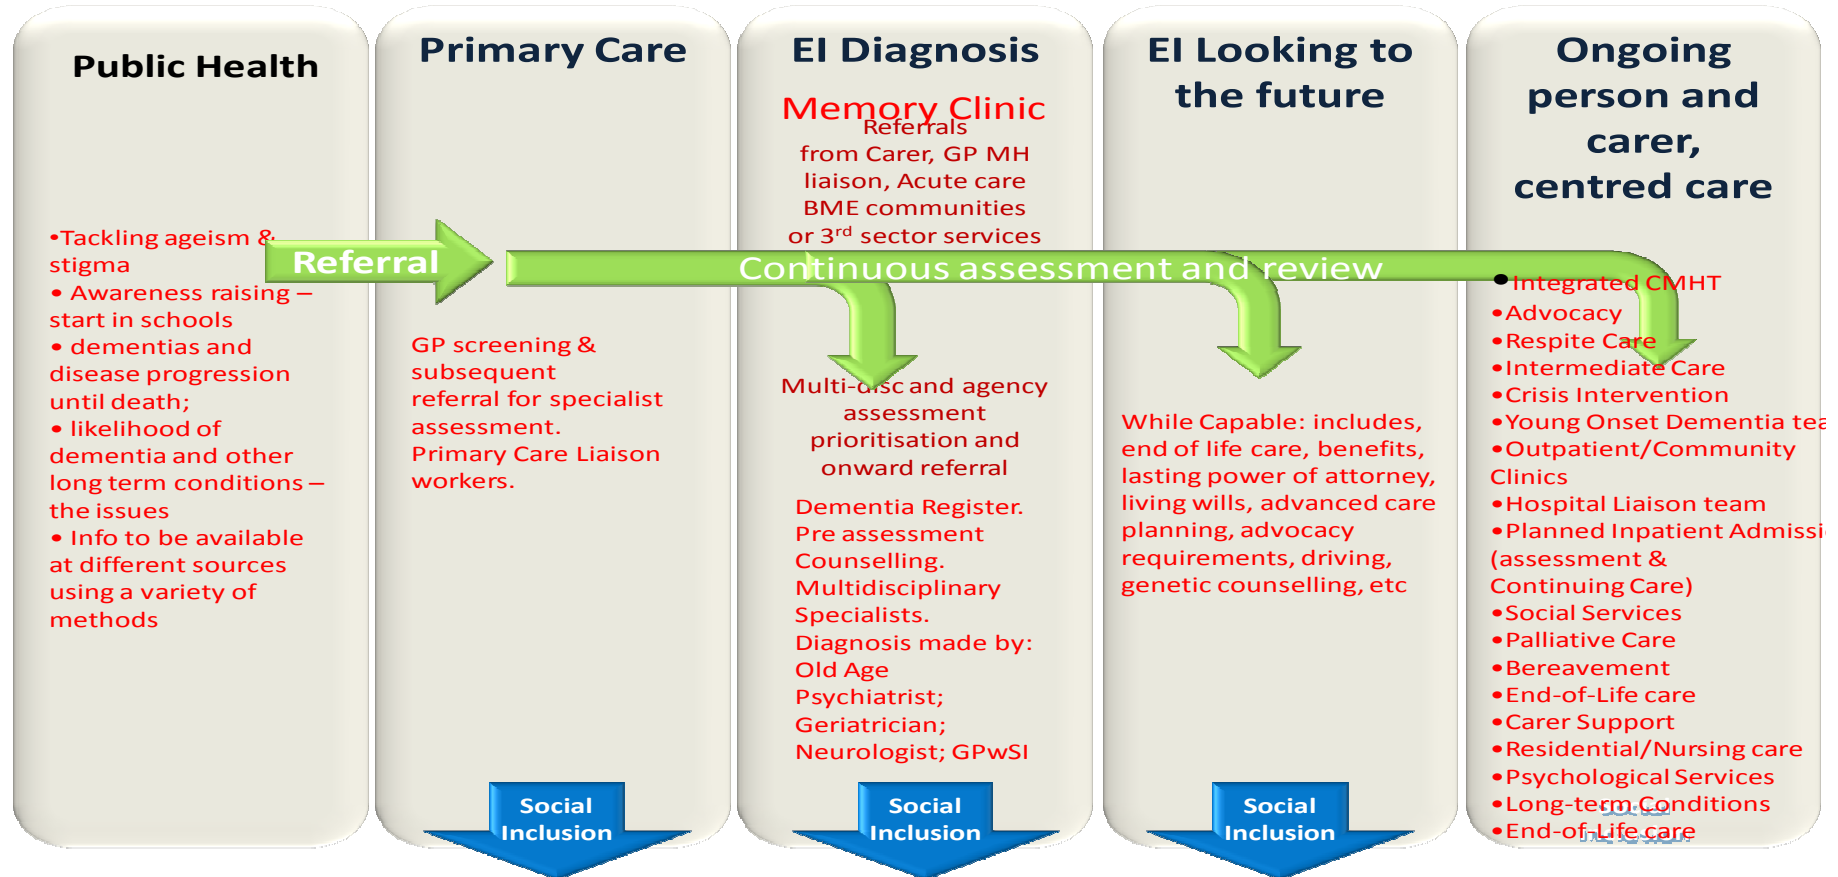 Public Health
•Tackling ageism &
stigma
• Awareness raising –
start in schools
• dementias and
disease progression
until death;
• likelihood of
dementia and other
long term conditions –
the issues
• Info to be available
at different sources
using a variety of
methods
Referral
Primary Care
GP screening &
subsequent
referral for specialist
assessment.
Primary Care Liaison
workers.
Social
Inclusion
EI Diagnosis
Memory Clinic
Referrals
from Carer, GP MH
liaison, Acute care
BME communities
or 3rd sector services
Continuous assessment and review
Multi-disc and agency
assessment
prioritisation and
onward referral
Dementia Register.
Pre assessment
Counselling.
Multidisciplinary
Specialists.
Diagnosis made by:
Old Age
Psychiatrist;
Geriatrician;
Neurologist; GPwSI
Social
Inclusion
EI Looking to
the future
While Capable: includes,
end of life care, benefits,
lasting power of attorney,
living wills, advanced care
planning, advocacy
requirements, driving,
genetic counselling, etc
Social
Inclusion
Ongoing
person and
carer,
centred care
•Integrated CMHT
•Advocacy
•Respite Care
•Intermediate Care
•Crisis Intervention
•Young Onset Dementia
•Outpatient/Community
Clinics
•Hospital Liaison team
•Planned Inpatient
(assessment &
Continuing Care)
•Social Services
•Palliative Care
•Bereavement
•End-of-Life care
•Carer Support
•Residential/Nursing care
•Psychological Services
•Long-term Conditions
•End-of-Life care